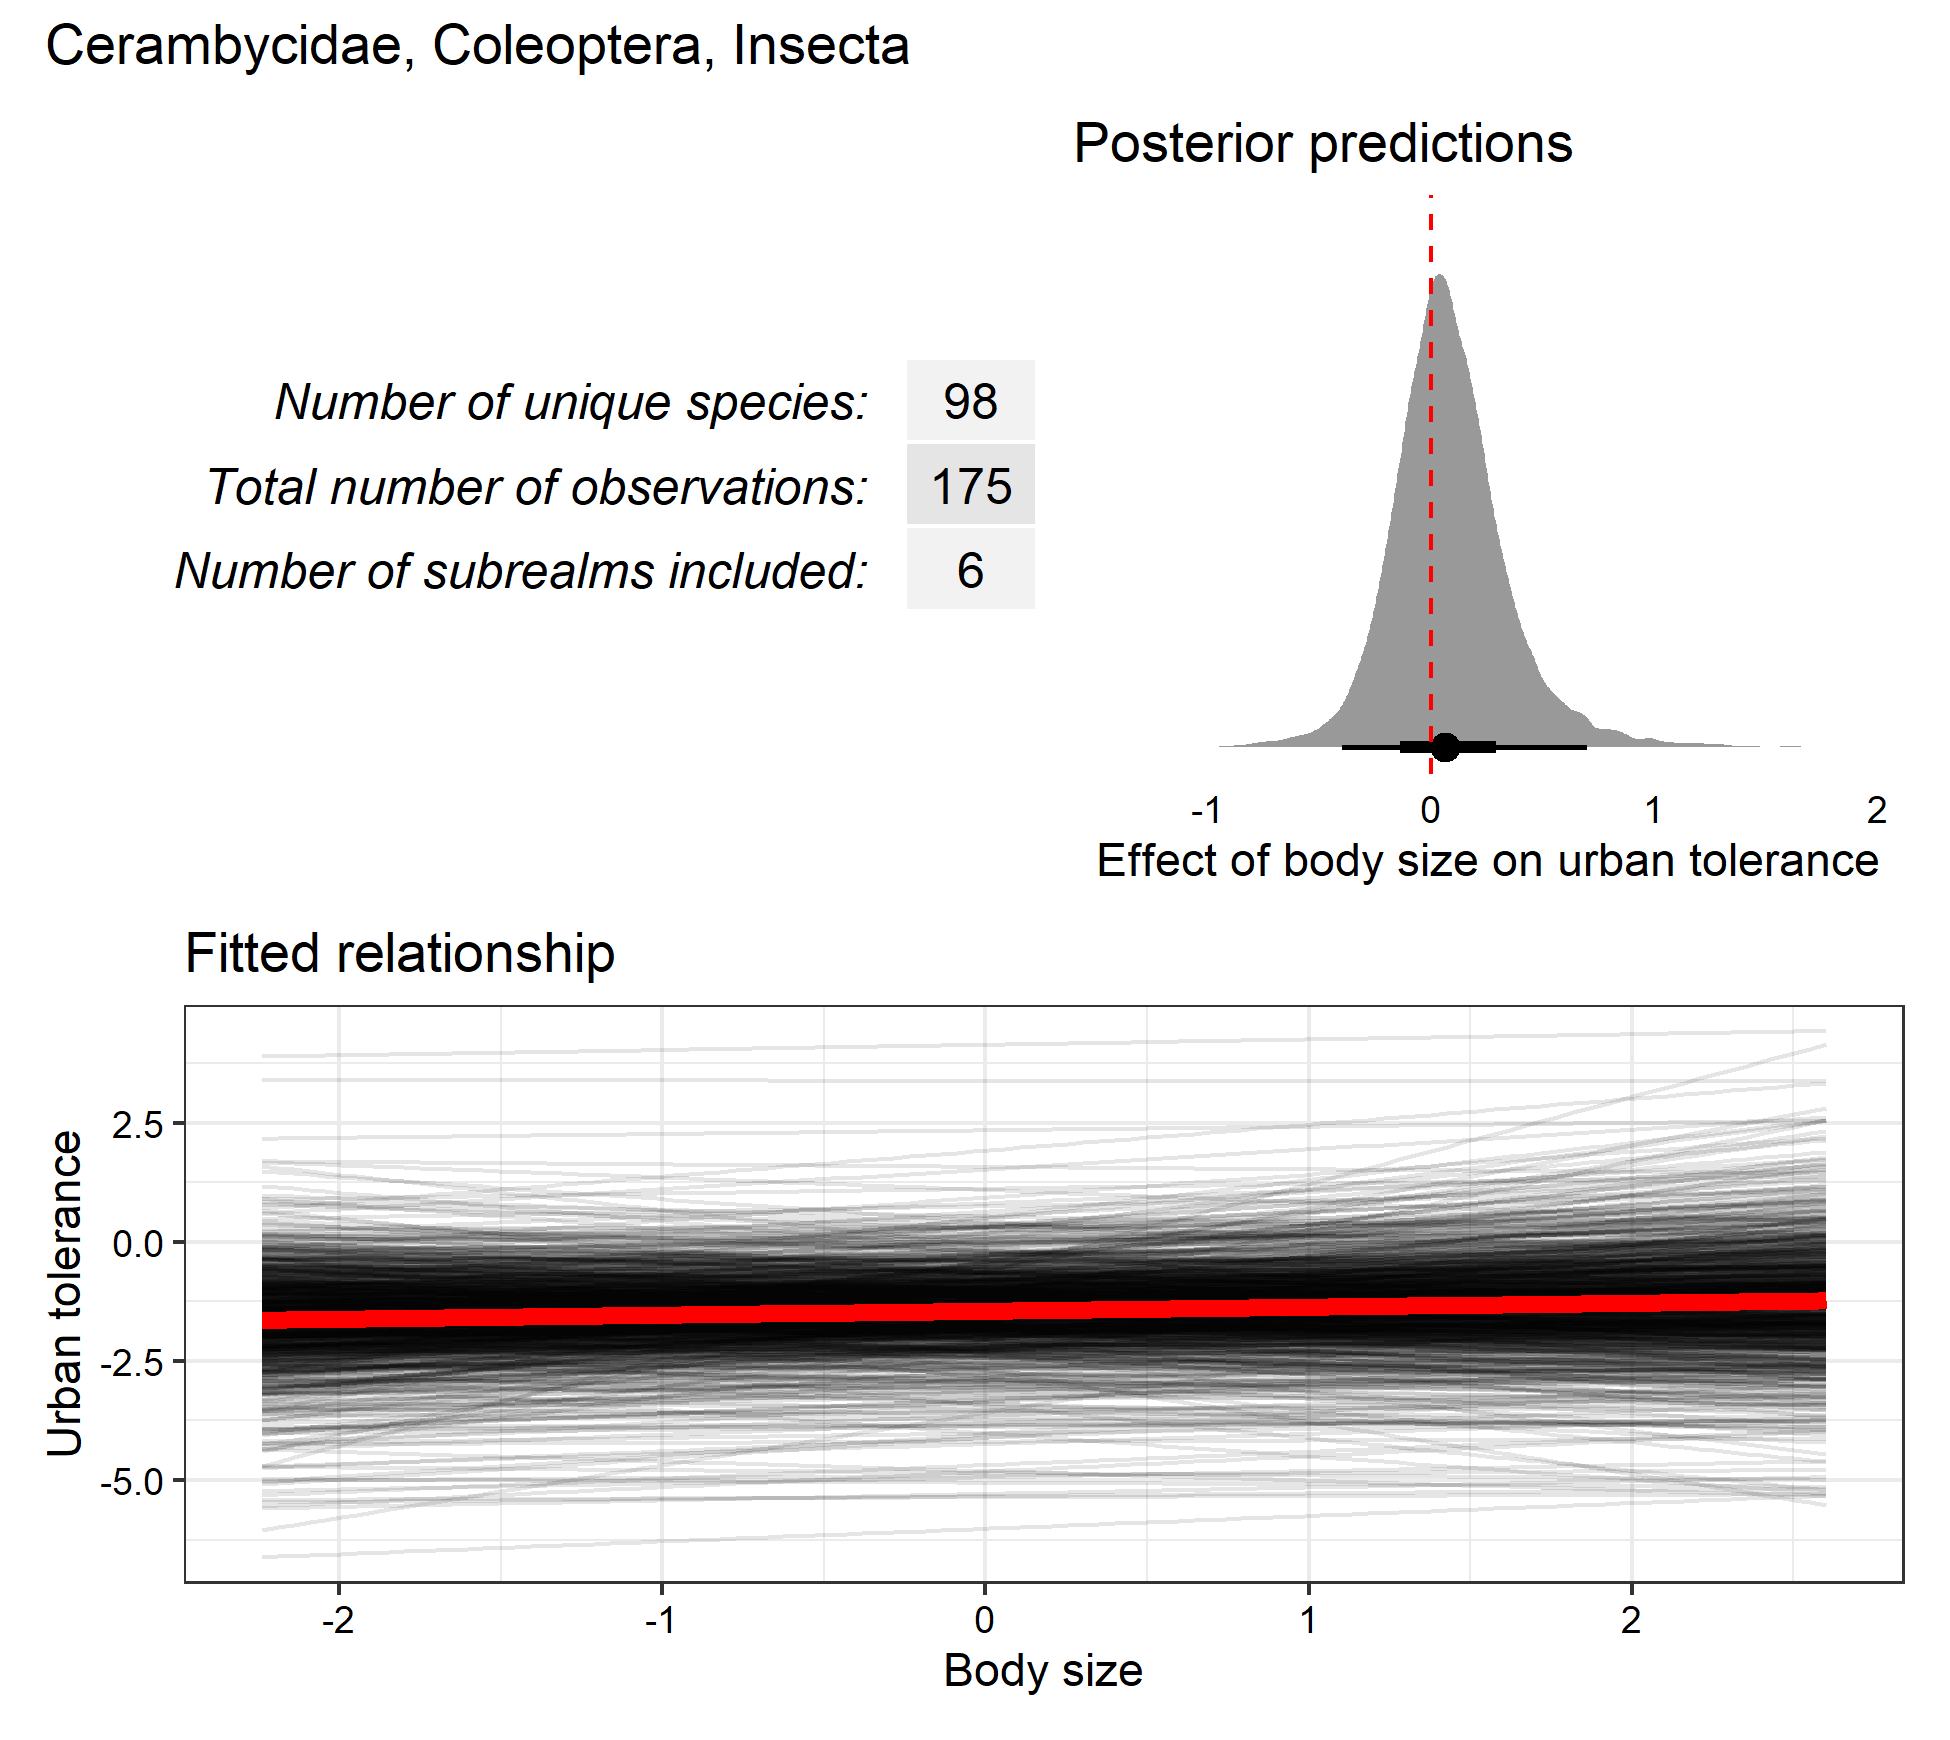 Cerambycidae, Coleoptera, Insecta
Posterior predictions
Number of unique species: 98
Total number of observations: 175
Number of subrealms included: 6
-1 0 1 2
Effect of body size on urban tolerance
Fitted relationship
Urban tolerance
2.5
0.0
-2.5
-5.0
-2 -1 0 1 2
Body size